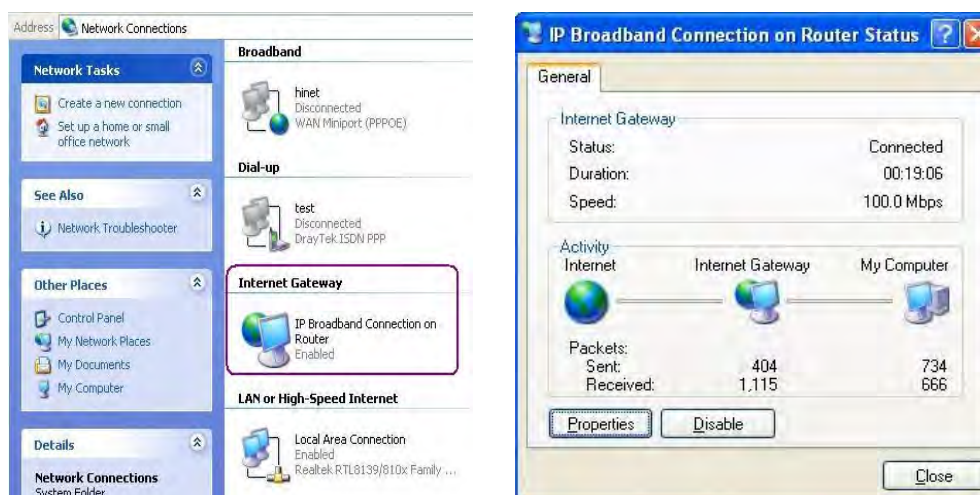 Address Network Connections
Network Tasks
Create a new connection
Set up a home or small
office network
See Also
Network Troubleshooter
Other Places
Control Panel
My Network Places
My Documents
My Computer
Details
Network Connections
System Folder
Broadband
hinet
Disconnected
WAN Miniport (PPPOE)
Dial-up
test
Disconnected
DrayTek ISDN PPP
Internet Gateway
IP Broadband Connection on
Router
Enabled
LAN or High-Speed Internet
Local Area Connection
Enabled
Realtek RTL8139/810x Family ...
IP Broadband Connection on Router Status
General
Internet Gateway
Status: Connected
Duration: 00:19:06
Speed: 100.0 Mbps
Activity
Internet Internet Gateway My Computer
Packets:
Sent: 404 734
Received: 1,115 666
Properties Disable
Close